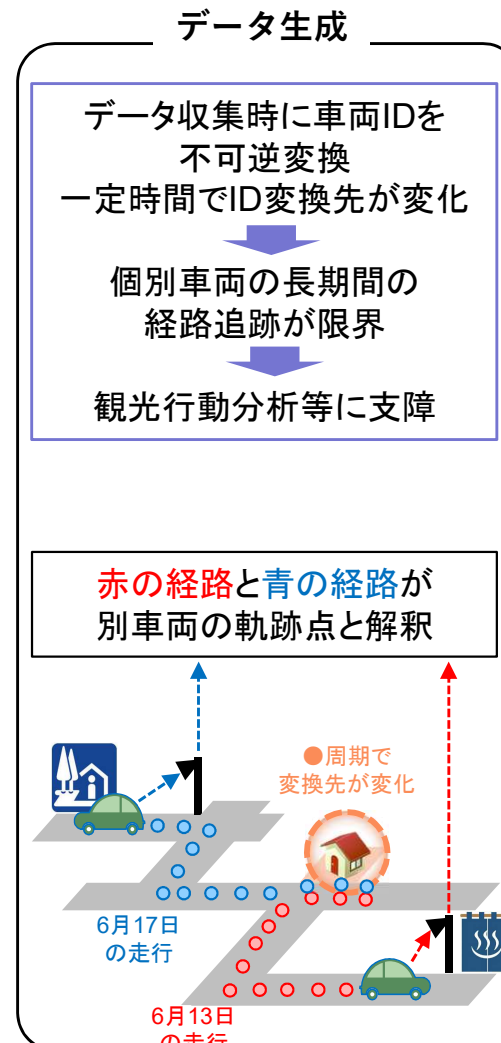 データ生成
データ収集時に車両IDを
不可逆変換
一定時間でID変換先が変化
個別車両の長期間の
経路追跡が限界
観光行動分析等に支障
赤の経路と青の経路が
別車両の軌跡点と解釈
●周期で
変換先が変化
6月17日
の走行
6月13日
の走行